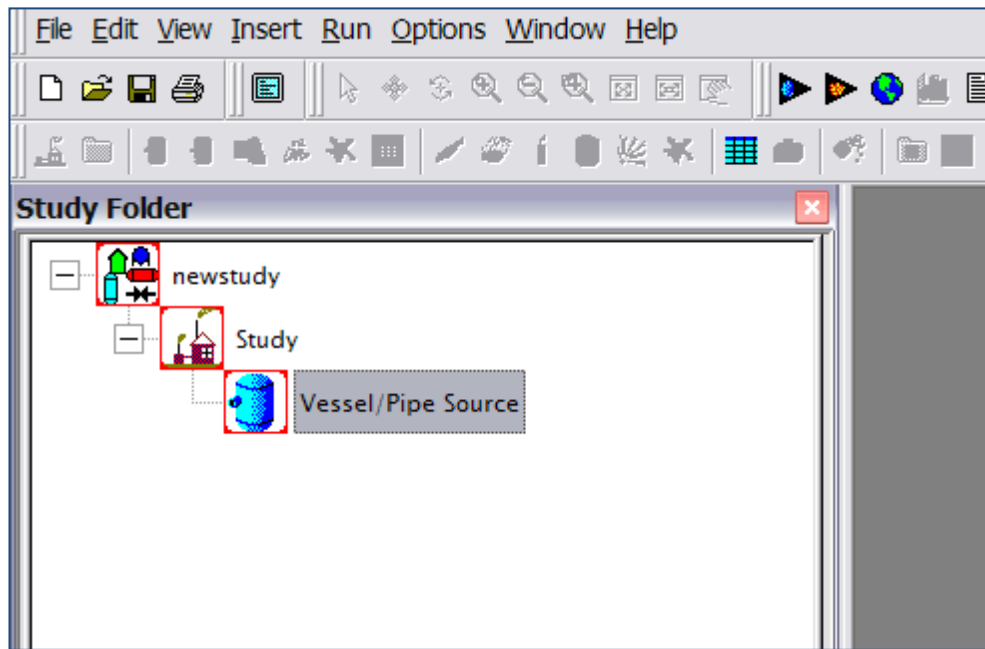 File Edit View Insert Run Options Window Help
Study Folder
newstudy
Study
Vessel/Pipe Source